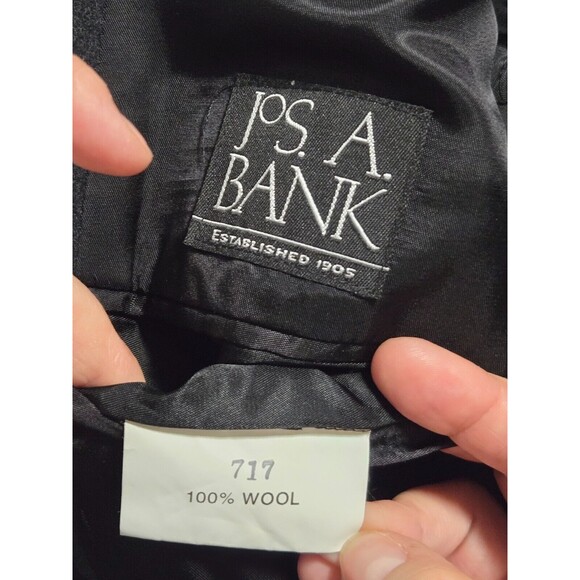 JOS. A.
BANK
ESTABLISHED 1905
717
100% WOOL